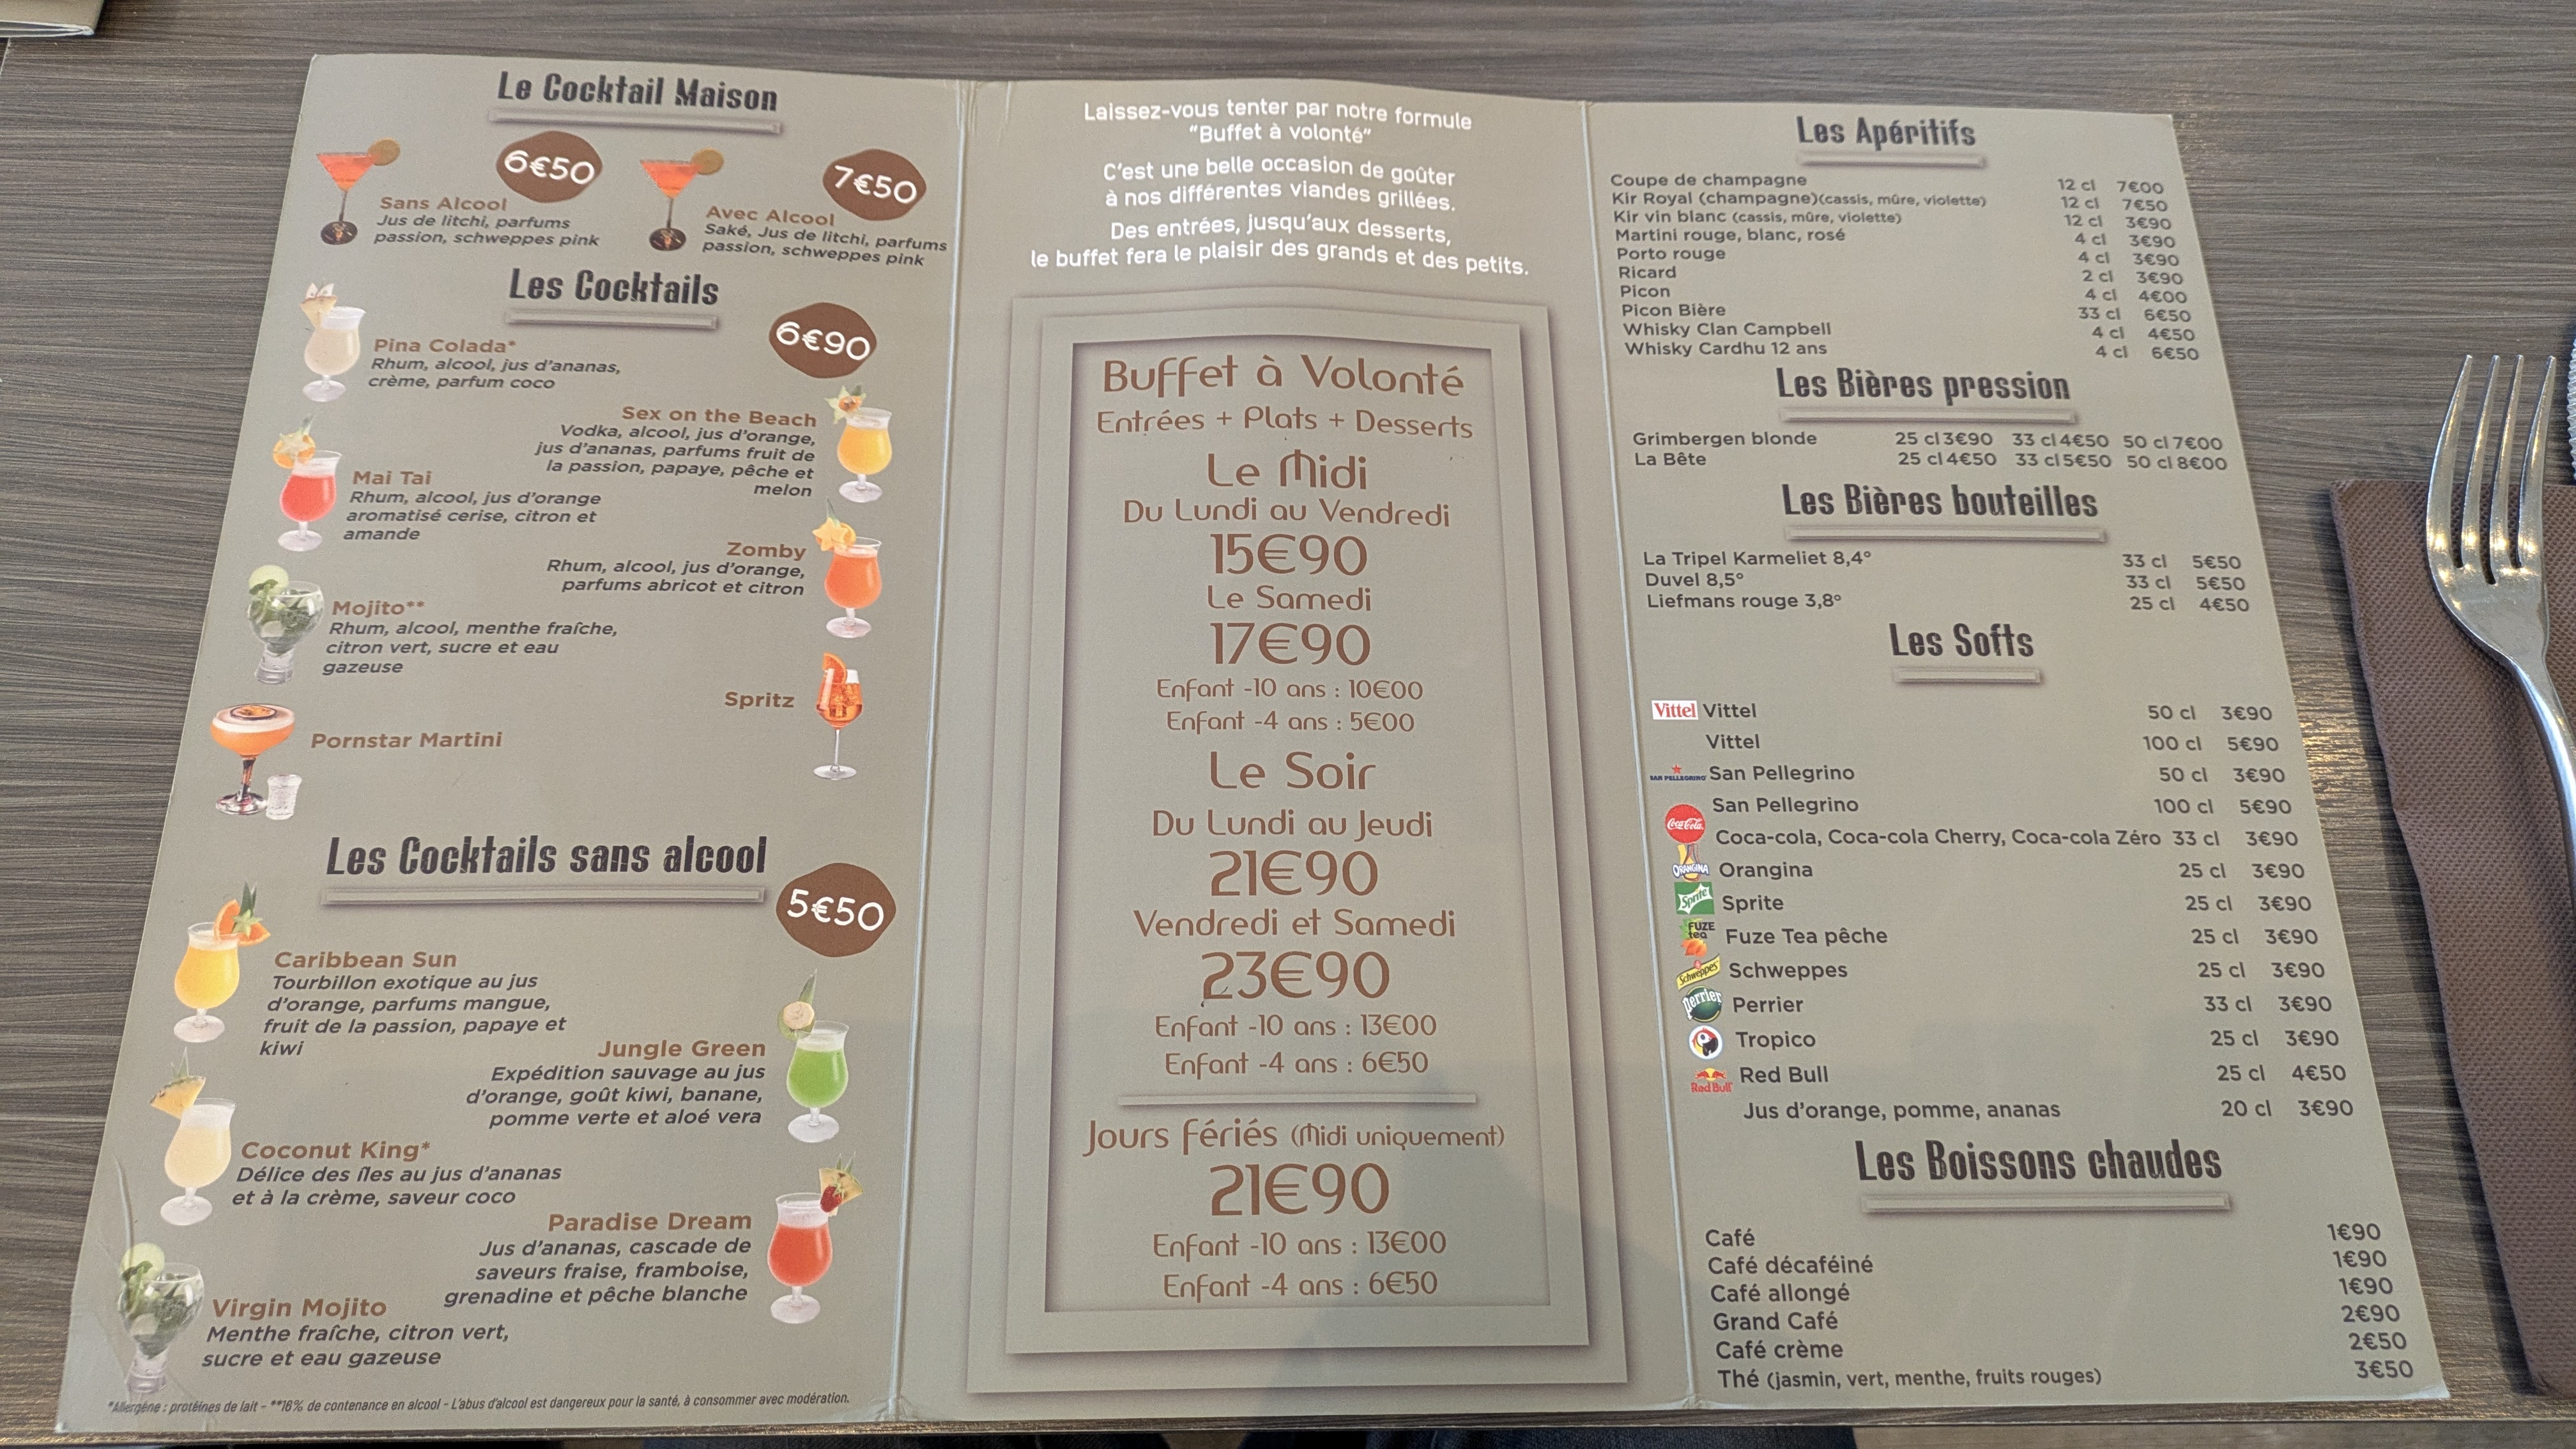 Le Cocktail Maison
6€50
Sans Alcool
Jus de litchi, parfums
passion, schweppes pink
7€50
Avec Alcool
Saké, Jus de litchi, parfums
passion, schweppes pink
Les Cocktails
6€90
Pina Colada*
Rhum, alcool, jus d'ananas,
crème, parfum coco
Sex on the Beach
Vodka, alcool, jus d'orange,
jus d'ananas, parfums fruit de
la passion, papaye, pêche et
melon
Mai Tai
Rhum, alcool, jus d'orange
aromatisé cerise, citron et
amande
Zomby
Rhum, alcool, jus d'orange,
parfums abricot et citron
Mojito**
Rhum, alcool, menthe fraîche,
citron vert, sucre et eau
gazeuse
Spritz
Pornstar Martini
Les Cocktails sans alcool
5€50
Caribbean Sun
Tourbillon exotique au jus
d'orange, parfums mangue,
fruit de la passion, papaye et
kiwi
Jungle Green
Expédition sauvage au jus
d'orange, goût kiwi, banane,
pomme verte et aloé vera
Coconut King*
Délice des îles au jus d'ananas
et à la crème, saveur coco
Paradise Dream
Jus d'ananas, cascade de
saveurs fraise, framboise,
grenadine et pêche blanche
Virgin Mojito
Menthe fraîche, citron vert,
sucre et eau gazeuse
*Allergène : protéines de lait - **16% de contenance en alcool - L'abus d'alcool est dangereux pour la santé, à consommer avec modération.
Laissez-vous tenter par notre formule
"Buffet à volonté"
C'est une belle occasion de goûter
à nos différentes viandes grillées.
Des entrées, jusqu'aux desserts,
le buffet fera le plaisir des grands et des petits.
Buffet à Volonté
Entrées + Plats + Desserts
Le Midi
Du Lundi au Vendredi
15€90
Le Samedi
17€90
Enfant -10 ans : 10€00
Enfant -4 ans : 5€00
Le Soir
Du Lundi au Jeudi
21€90
Vendredi et Samedi
23€90
Enfant -10 ans : 13€00
Enfant -4 ans : 6€50
Jours fériés (Midi uniquement)
21€90
Enfant -10 ans : 13€00
Enfant -4 ans : 6€50
Les Apéritifs
Coupe de champagne 12 cl 7€00
Kir Royal (champagne)(cassis, mûre, violette) 12 cl 7€50
Kir vin blanc (cassis, mûre, violette) 12 cl 3€90
Martini rouge, blanc, rosé 4 cl 3€90
Porto rouge 4 cl 3€90
Ricard 2 cl 3€90
Picon 4 cl 4€00
Picon Bière 33 cl 6€50
Whisky Clan Campbell 4 cl 4€50
Whisky Cardhu 12 ans 4 cl 6€50
Les Bières pression
Grimbergen blonde 25 cl 3€90 33 cl 4€50 50 cl 7€00
La Bête 25 cl 4€50 33 cl 5€50 50 cl 8€00
Les Bières bouteilles
La Tripel Karmeliet 8,4° 33 cl 5€50
Duvel 8,5° 33 cl 5€50
Liefmans rouge 3,8° 25 cl 4€50
Les Softs
Vittel Vittel 50 cl 3€90
Vittel 100 cl 5€90
SAN PELLEGRINO San Pellegrino 50 cl 3€90
San Pellegrino 100 cl 5€90
Coca-Cola Coca-cola, Coca-cola Cherry, Coca-cola Zéro 33 cl 3€90
ORANGINA Orangina 25 cl 3€90
Sprite Sprite 25 cl 3€90
FUZE tea Fuze Tea pêche 25 cl 3€90
Schweppes Schweppes 25 cl 3€90
perrier Perrier 33 cl 3€90
Tropico 25 cl 3€90
Red Bull Red Bull 25 cl 4€50
Jus d'orange, pomme, ananas 20 cl 3€90
Les Boissons chaudes
Café 1€90
Café décaféiné 1€90
Café allongé 1€90
Grand Café 2€90
Café crème 2€50
Thé (jasmin, vert, menthe, fruits rouges) 3€50